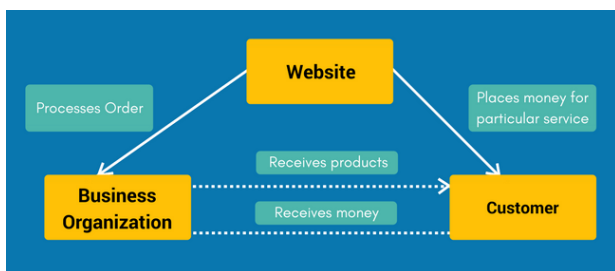 Website
Processes Order
Places money for
particular service
Receives products
Business
Organization
Receives money
Customer